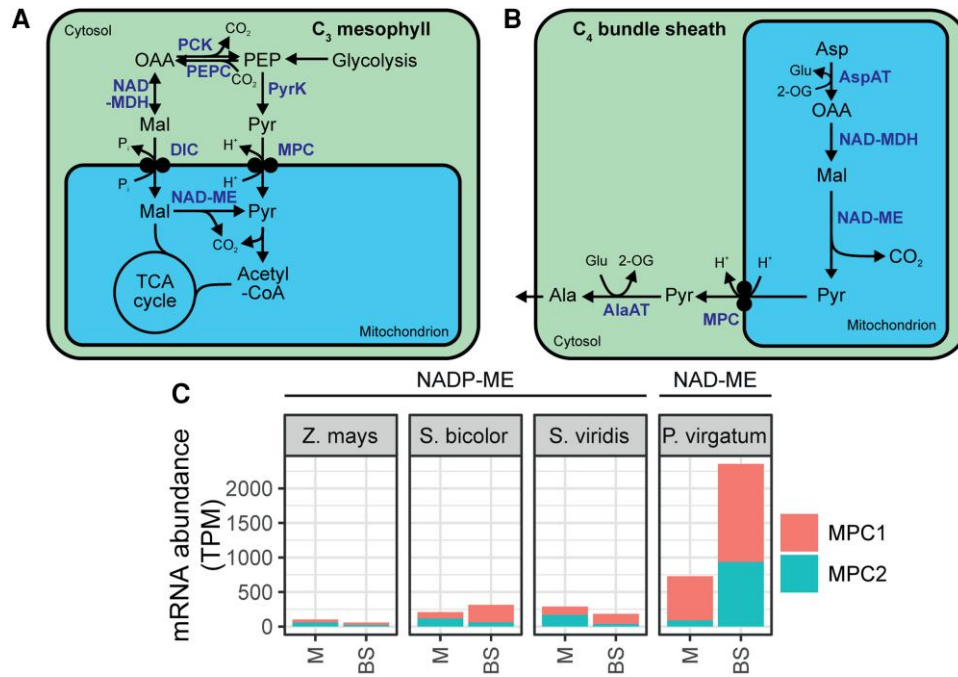 A
Cytosol
C3 mesophyll
PCK
CO2
OAA
PEP
Glycolysis
PEPC
CO2
NAD
-MDH
PyrK
Mal
Pyr
Pi
DIC
H+
MPC
Pi
H+
NAD-ME
Mal
Pyr
CO2
TCA
cycle
Acetyl
-CoA
Mitochondrion
B
C4 bundle sheath
Asp
Glu
AspAT
2-OG
OAA
NAD-MDH
Mal
NAD-ME
CO2
Glu
2-OG
H+
H+
Ala
Pyr
Pyr
AlaAT
MPC
Cytosol
Mitochondrion
C
NADP-ME
NAD-ME
Z. mays
S. bicolor
S. viridis
P. virgatum
mRNA abundance
(TPM)
2000
1500
1000
500
0
M
BS
M
BS
M
BS
M
BS
MPC1
MPC2